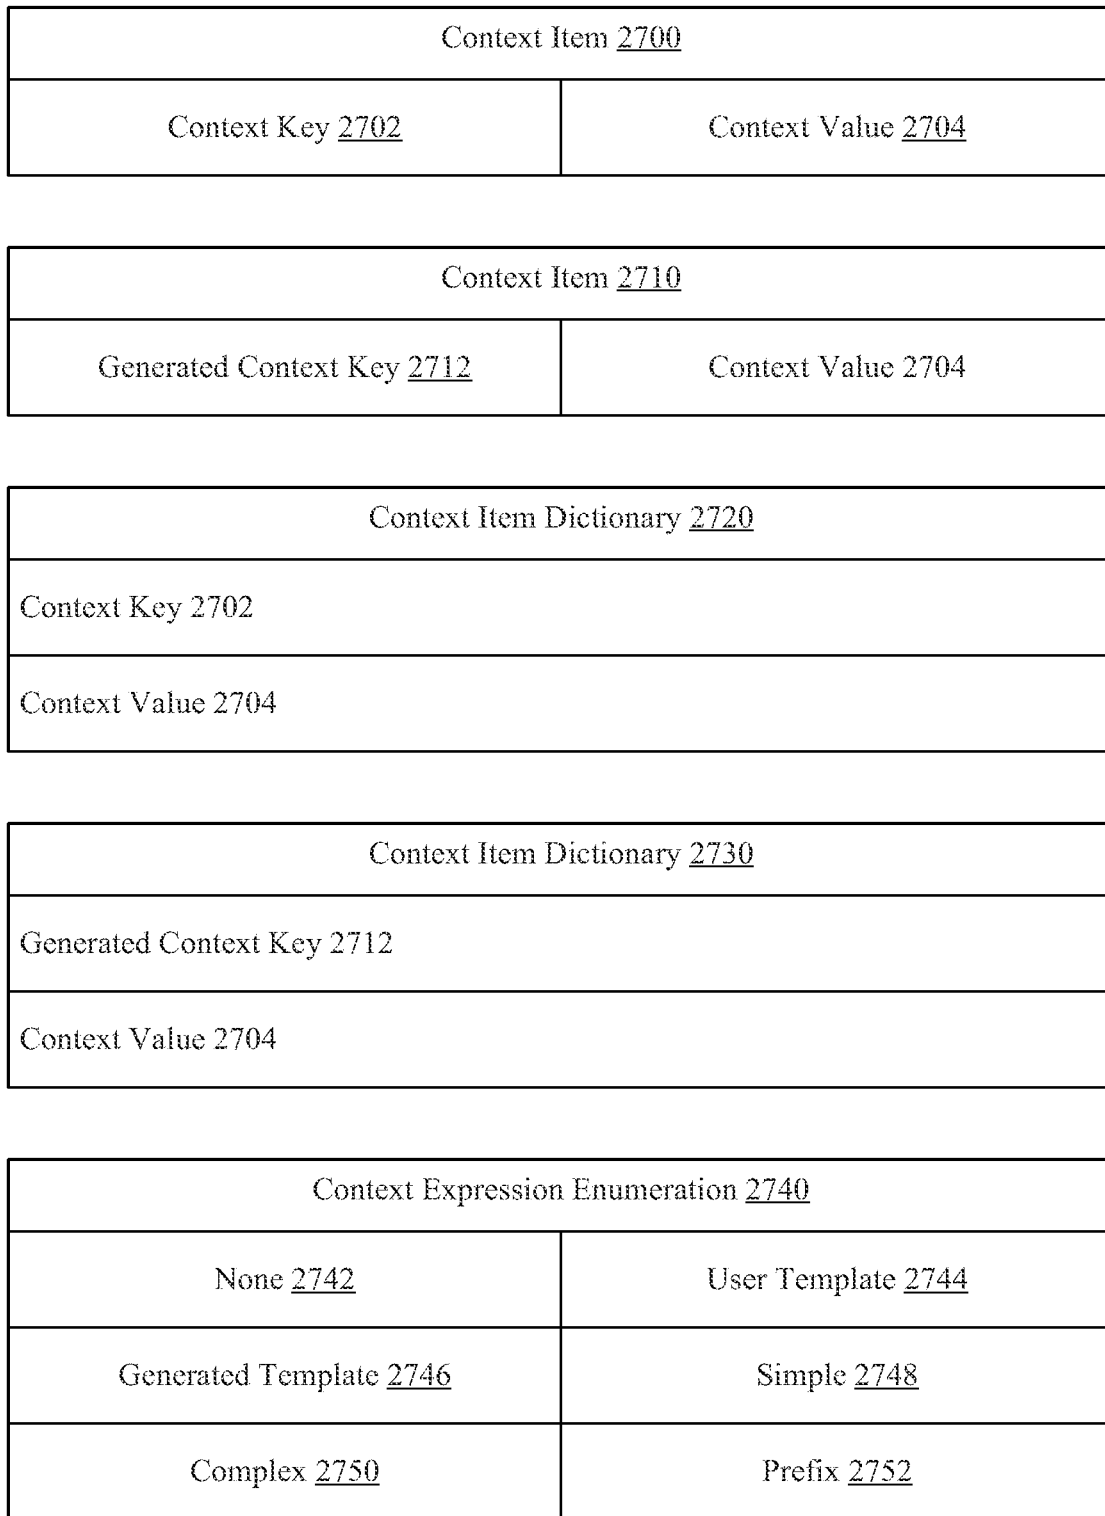 Context Item 2700
Context Key 2702
Context Value 2704
Context Item 2710
Generated Context Key 2712
Context Value 2704
Context Item Dictionary 2720
Context Key 2702
Context Value 2704
Context Item Dictionary 2730
Generated Context Key 2712
Context Value 2704
Context Expression Enumeration 2740
None 2742
User Template 2744
Generated Template 2746
Simple 2748
Complex 2750
Prefix 2752